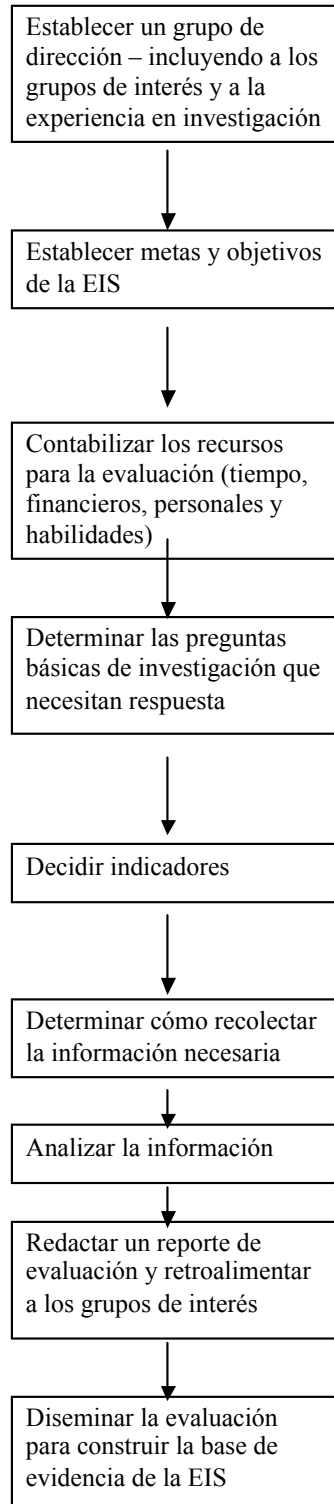 Establecer un grupo de
dirección – incluyendo a los
grupos de interés y a la
experiencia en investigación
Establecer metas y objetivos
de la EIS
Contabilizar los recursos
para la evaluación (tiempo,
financieros, personales y
habilidades)
Determinar las preguntas
básicas de investigación que
necesitan respuesta
Decidir indicadores
Determinar cómo recolectar
la información necesaria
Analizar la información
Redactar un reporte de
evaluación y retroalimentar
a los grupos de interés
Diseminar la evaluación
para construir la base de
evidencia de la EIS